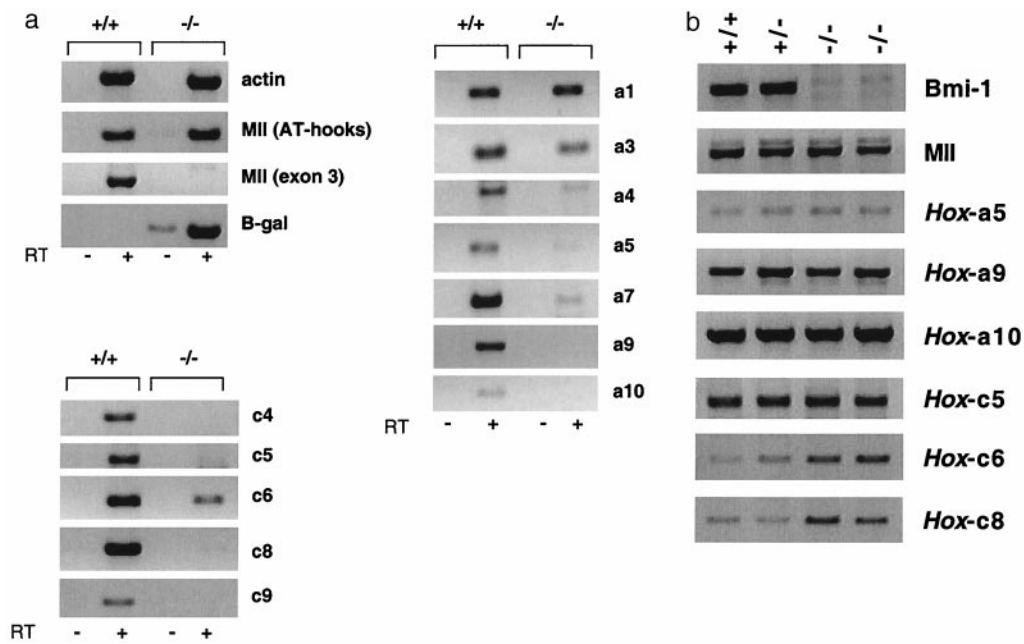 a
+/+ -/-
actin
Mll (AT-hooks)
Mll (exon 3)
B-gal
RT - + - +
+/+ -/-
c4
c5
c6
c8
c9
RT - + - +
+/+ -/-
a1
a3
a4
a5
a7
a9
a10
RT - + - +
b
+/+ +/- -/- -/-
Bmi-1
Mll
Hox-a5
Hox-a9
Hox-a10
Hox-c5
Hox-c6
Hox-c8